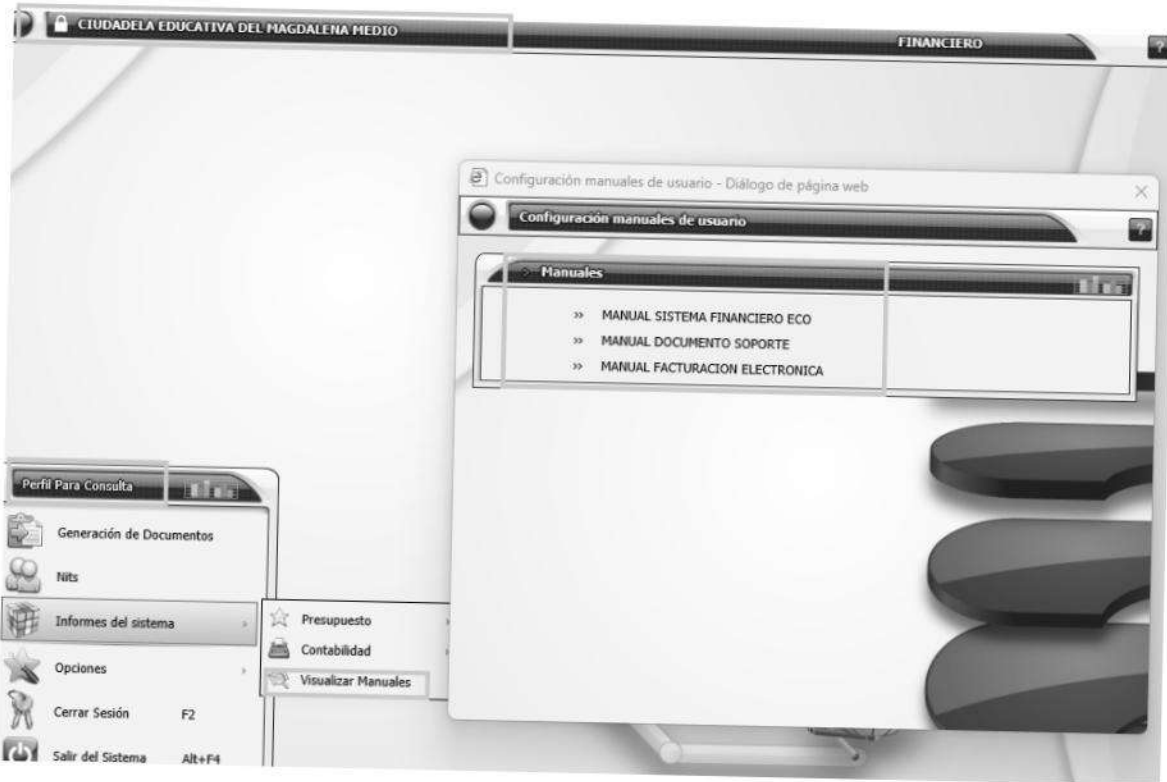 CIUDADELA EDUCATIVA DEL MAGDALENA MEDIO
FINANCIERO
?
Configuración manuales de usuario - Diálogo de página web
Configuración manuales de usuario
?
Manuales
» MANUAL SISTEMA FINANCIERO ECO
» MANUAL DOCUMENTO SOPORTE
» MANUAL FACTURACION ELECTRONICA
Perfil Para Consulta
Generación de Documentos
Nits
Informes del sistema
Opciones
Cerrar Sesión F2
Salir del Sistema Alt+F4
Presupuesto
Contabilidad
Visualizar Manuales